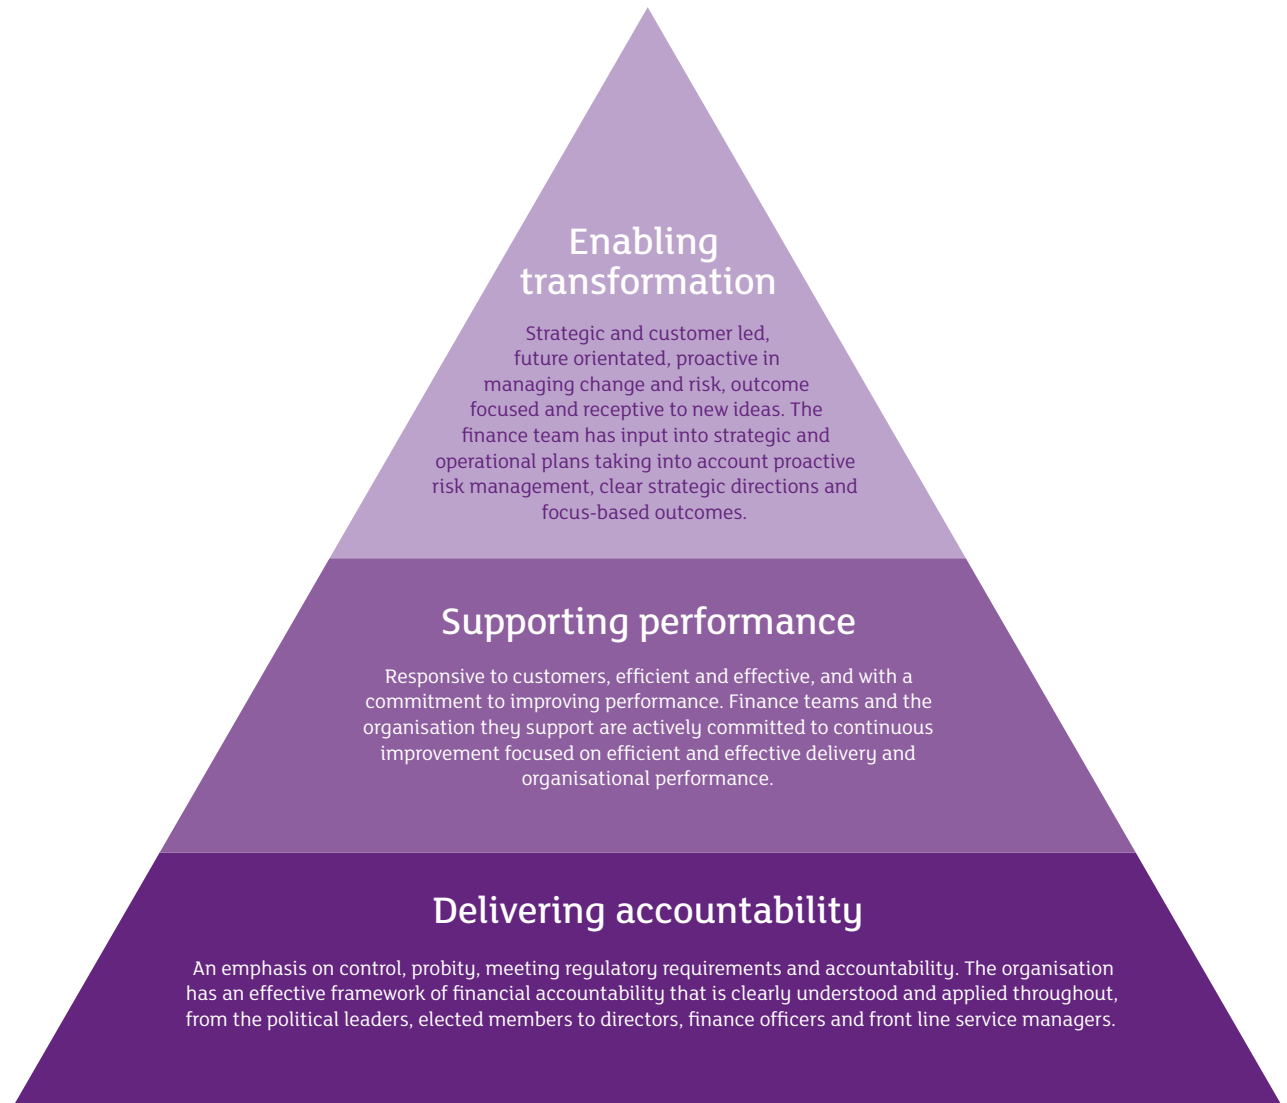 Enabling
transformation
Strategic and customer led,
future orientated, proactive in
managing change and risk, outcome
focused and receptive to new ideas. The
finance team has input into strategic and
operational plans taking into account proactive
risk management, clear strategic directions and
focus-based outcomes.
Supporting performance
Responsive to customers, efficient and effective, and with a
commitment to improving performance. Finance teams and the
organisation they support are actively committed to continuous
improvement focused on efficient and effective delivery and
organisational performance.
Delivering accountability
An emphasis on control, probity, meeting regulatory requirements and accountability. The organisation
has an effective framework of financial accountability that is clearly understood and applied throughout,
from the political leaders, elected members to directors, finance officers and front line service managers.